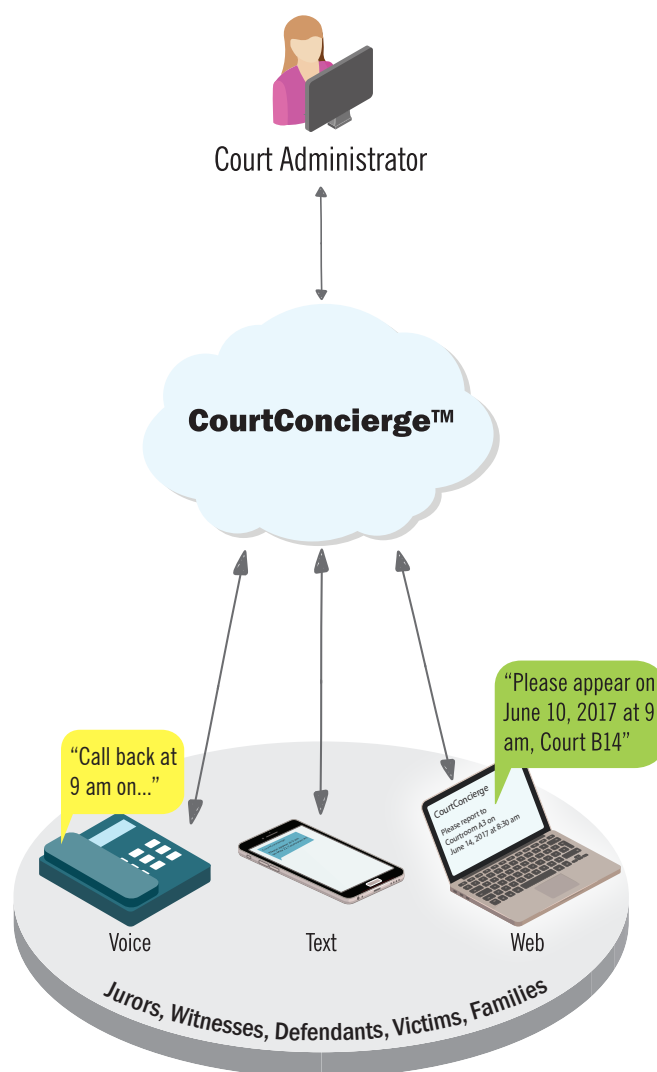 Court Administrator
CourtConcierge™
“Please appear on
June 10, 2017 at 9
am, Court B14”
“Call back at
9 am on...”
CourtConcierge
Please report to
Courtroom A3 on
June 14, 2017 at 8:30 am
Voice
Text
Web
Jurors, Witnesses, Defendants, Victims, Families